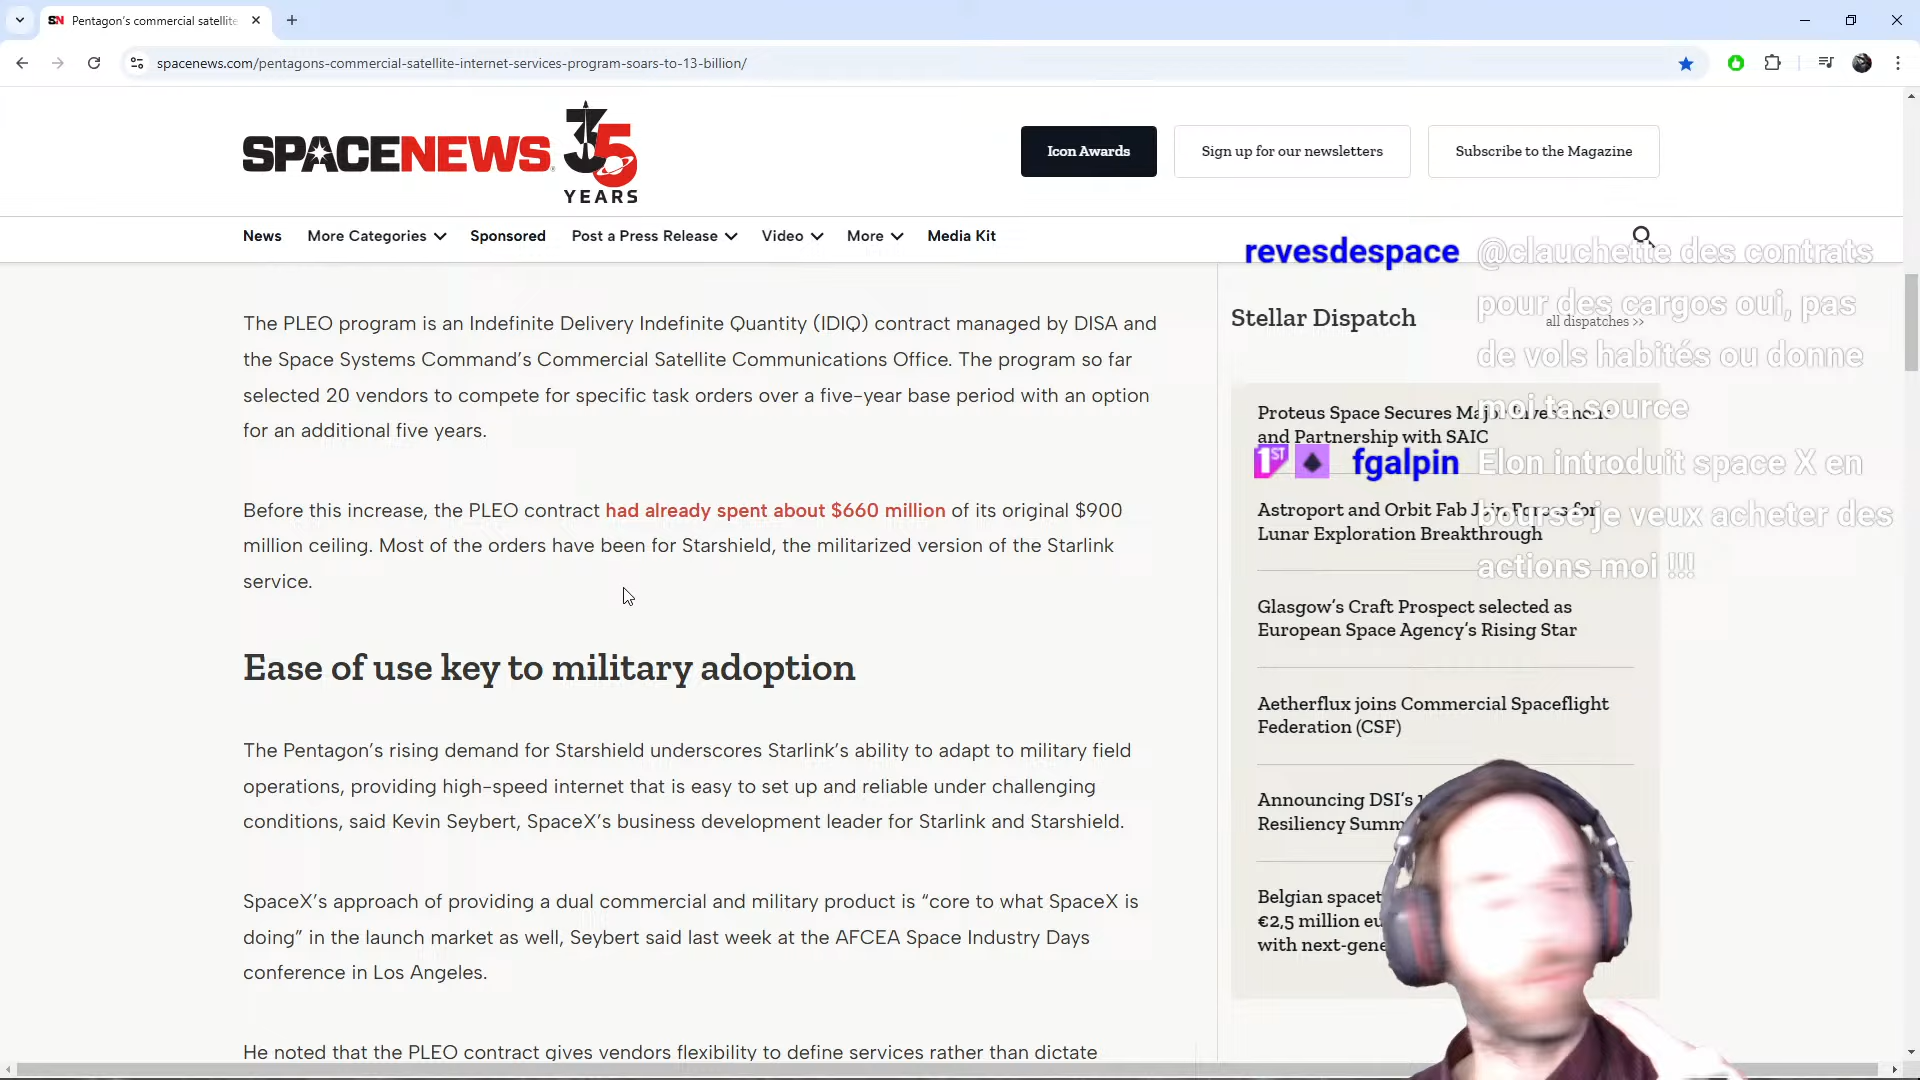 Pentagon's commercial satellite
spacenews.com/pentagons-commercial-satellite-internet-services-program-soars-to-13-billion/
SPACENEWS
35
YEARS
Icon Awards
Sign up for our newsletters
Subscribe to the Magazine
News
More Categories
Sponsored
Post a Press Release
Video
More
Media Kit
The PLEO program is an Indefinite Delivery Indefinite Quantity (IDIQ) contract managed by DISA and
the Space Systems Command's Commercial Satellite Communications Office. The program so far
selected 20 vendors to compete for specific task orders over a five-year base period with an option
for an additional five years.
Before this increase, the PLEO contract had already spent about $660 million of its original $900
million ceiling. Most of the orders have been for Starshield, the militarized version of the Starlink
service.
Ease of use key to military adoption
The Pentagon's rising demand for Starshield underscores Starlink's ability to adapt to military field
operations, providing high-speed internet that is easy to set up and reliable under challenging
conditions, said Kevin Seybert, SpaceX's business development leader for Starlink and Starshield.
SpaceX's approach of providing a dual commercial and military product is “core to what SpaceX is
doing” in the launch market as well, Seybert said last week at the AFCEA Space Industry Days
conference in Los Angeles.
He noted that the PLEO contract gives vendors flexibility to define services rather than dictate
Stellar Dispatch
all dispatches >>
Proteus Space Secures Major Investment
and Partnership with SAIC
Astroport and Orbit Fab Join Forces for
Lunar Exploration Breakthrough
Glasgow's Craft Prospect selected as
European Space Agency's Rising Star
Aetherflux joins Commercial Spaceflight
Federation (CSF)
Announcing DSI's
Resiliency
Belgian
€2,5 million
with
revesdespace @clauchette des contrats
pour des cargos oui, pas
de vols habités ou donne
moi ta source
1ST fgalpin Elon introduit space X en
bourse je veux acheter des
actions moi !!!